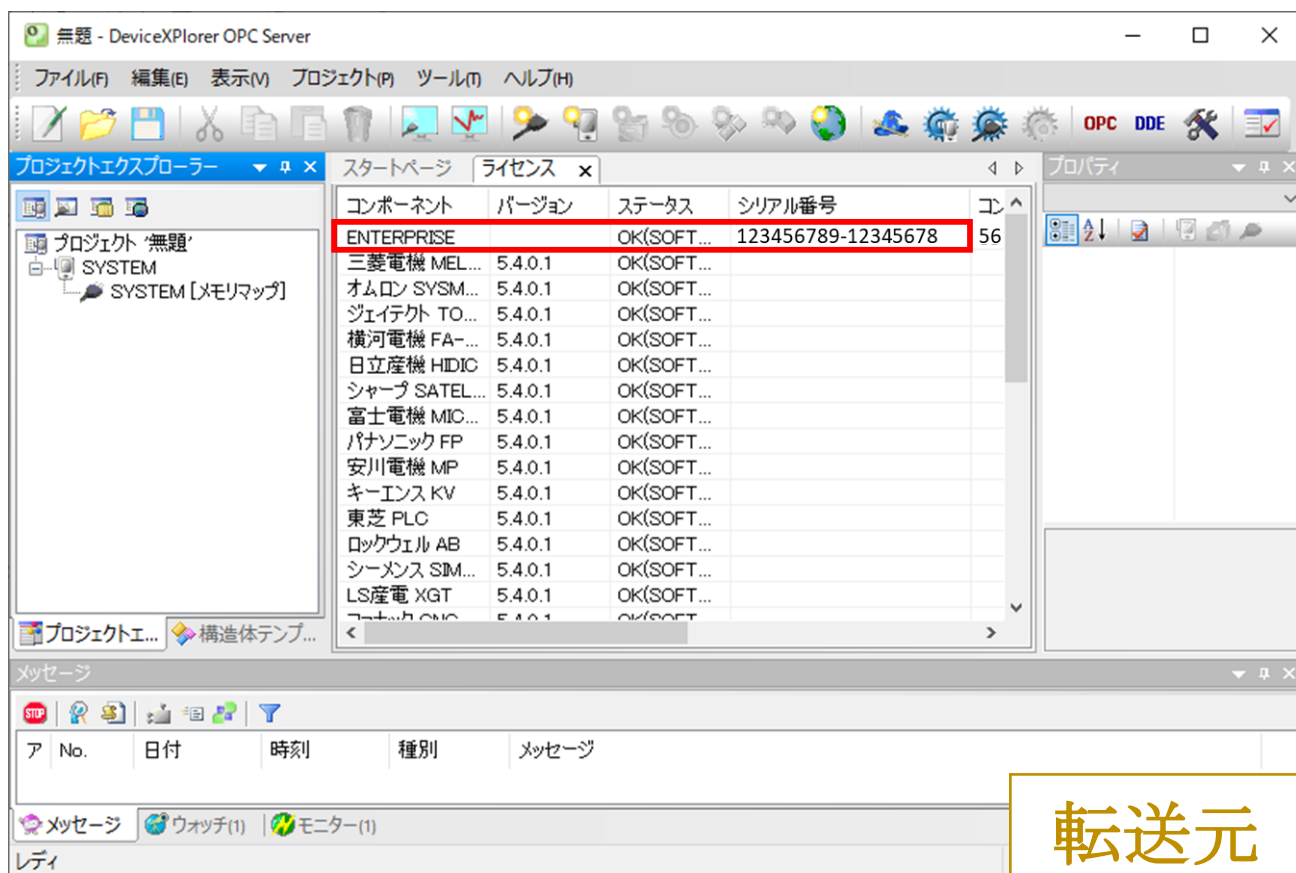 無題 - DeviceXPlorer OPC Server
ファイル(F) 編集(E) 表示(V) プロジェクト(P) ツール(T) ヘルプ(H)
OPC DDE
プロジェクトエクスプローラー
スタートページ ライセンス
プロパティ
プロジェクト '無題'
SYSTEM
SYSTEM [メモリマップ]
コンポーネント バージョン ステータス シリアル番号 コン
ENTERPRISE OK(SOFT... 123456789-12345678 56
三菱電機 MEL... 5.4.0.1 OK(SOFT...
オムロン SYSM... 5.4.0.1 OK(SOFT...
ジェイテクト TO... 5.4.0.1 OK(SOFT...
横河電機 FA-... 5.4.0.1 OK(SOFT...
日立産機 HIDIC 5.4.0.1 OK(SOFT...
シャープ SATEL... 5.4.0.1 OK(SOFT...
富士電機 MIC... 5.4.0.1 OK(SOFT...
パナソニック FP 5.4.0.1 OK(SOFT...
安川電機 MP 5.4.0.1 OK(SOFT...
キーエンス KV 5.4.0.1 OK(SOFT...
東芝 PLC 5.4.0.1 OK(SOFT...
ロックウェル AB 5.4.0.1 OK(SOFT...
シーメンス SIM... 5.4.0.1 OK(SOFT...
LS産電 XGT 5.4.0.1 OK(SOFT...
ファナック CNC 5.4.0.1 OK(SOFT
プロジェクトエ... 構造体テンプ...
メッセージ
STOP
ア No. 日付 時刻 種別 メッセージ
メッセージ ウォッチ(1) モニター(1)
レディ
転送元